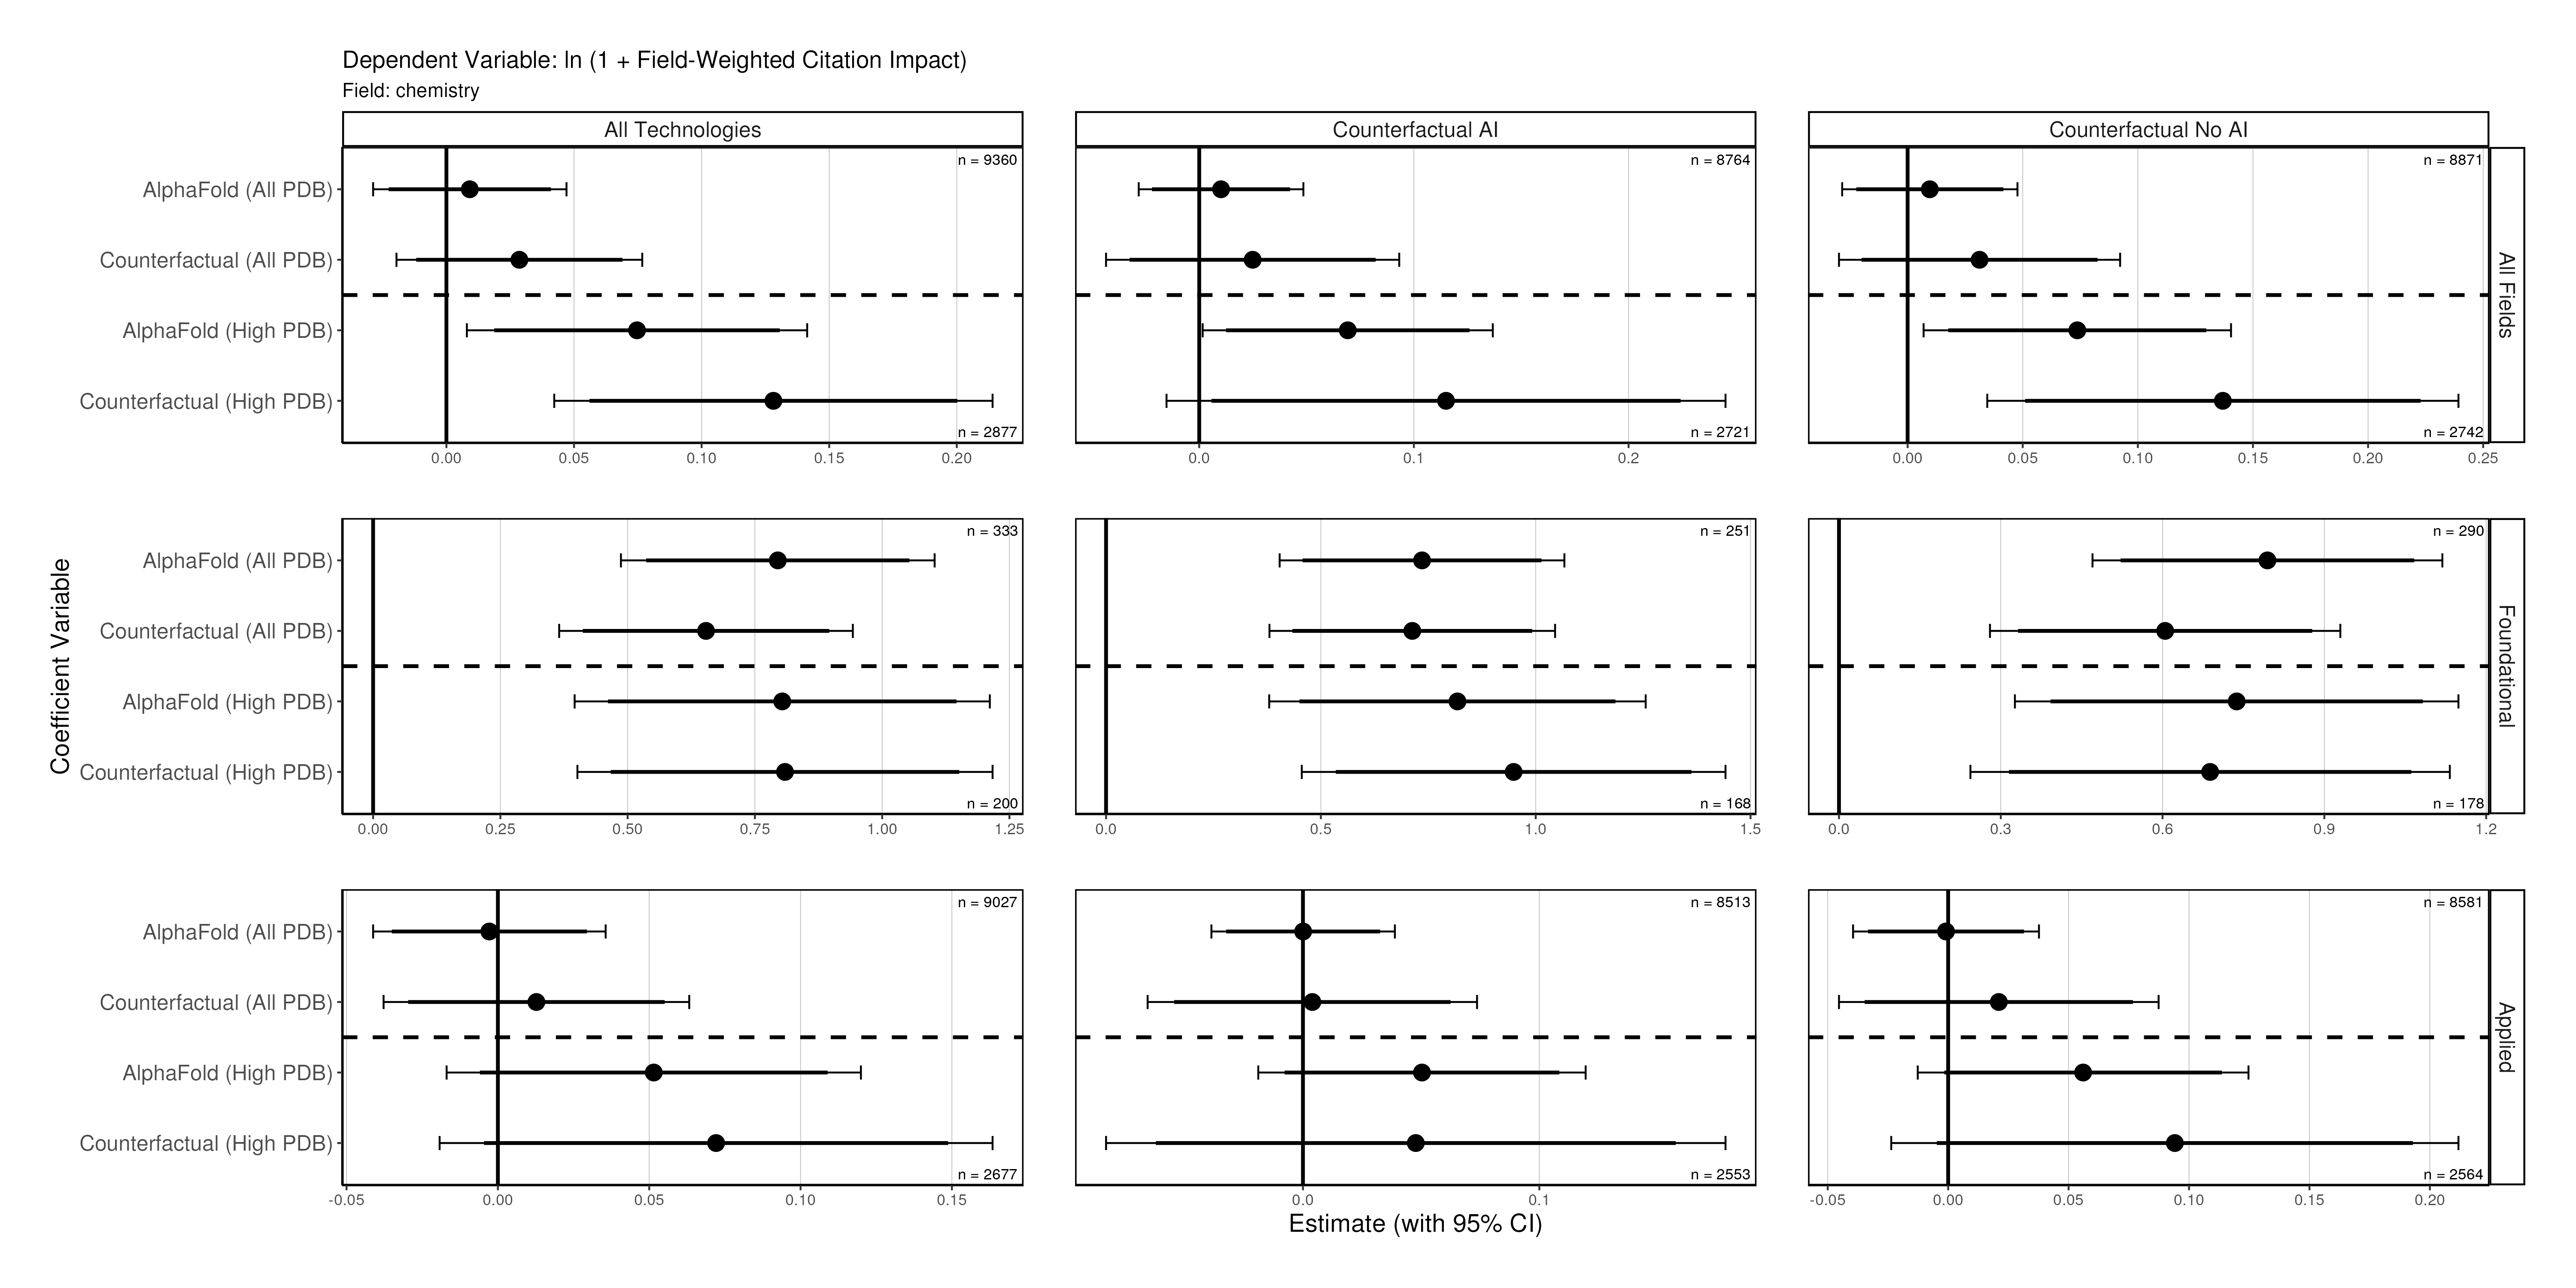 Dependent Variable: ln (1 + Field-Weighted Citation Impact)
Field: chemistry
All Technologies
Counterfactual AI
Counterfactual No AI
Coefficient Variable
AlphaFold (All PDB)
Counterfactual (All PDB)
AlphaFold (High PDB)
Counterfactual (High PDB)
n = 9360
n = 2877
0.00 0.05 0.10 0.15 0.20
n = 8764
n = 2721
0.0 0.1 0.2
n = 8871
n = 2742
0.00 0.05 0.10 0.15 0.20 0.25
All Fields
AlphaFold (All PDB)
Counterfactual (All PDB)
AlphaFold (High PDB)
Counterfactual (High PDB)
n = 333
n = 200
0.00 0.25 0.50 0.75 1.00 1.25
n = 251
n = 168
0.0 0.5 1.0 1.5
n = 290
n = 178
0.0 0.3 0.6 0.9 1.2
Foundational
AlphaFold (All PDB)
Counterfactual (All PDB)
AlphaFold (High PDB)
Counterfactual (High PDB)
n = 9027
n = 2677
-0.05 0.00 0.05 0.10 0.15
n = 8513
n = 2553
0.0 0.1
n = 8581
n = 2564
-0.05 0.00 0.05 0.10 0.15 0.20
Applied
Estimate (with 95% CI)